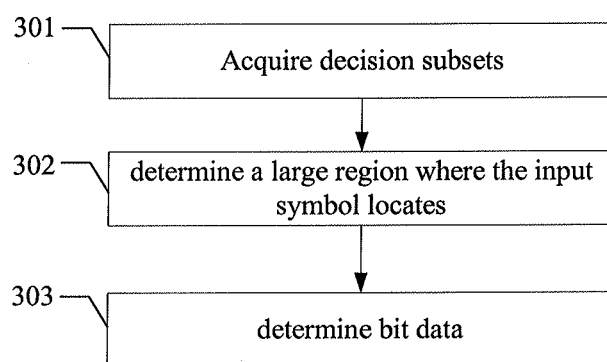 301
Acquire decision subsets
302
determine a large region where the input
symbol locates
303
determine bit data